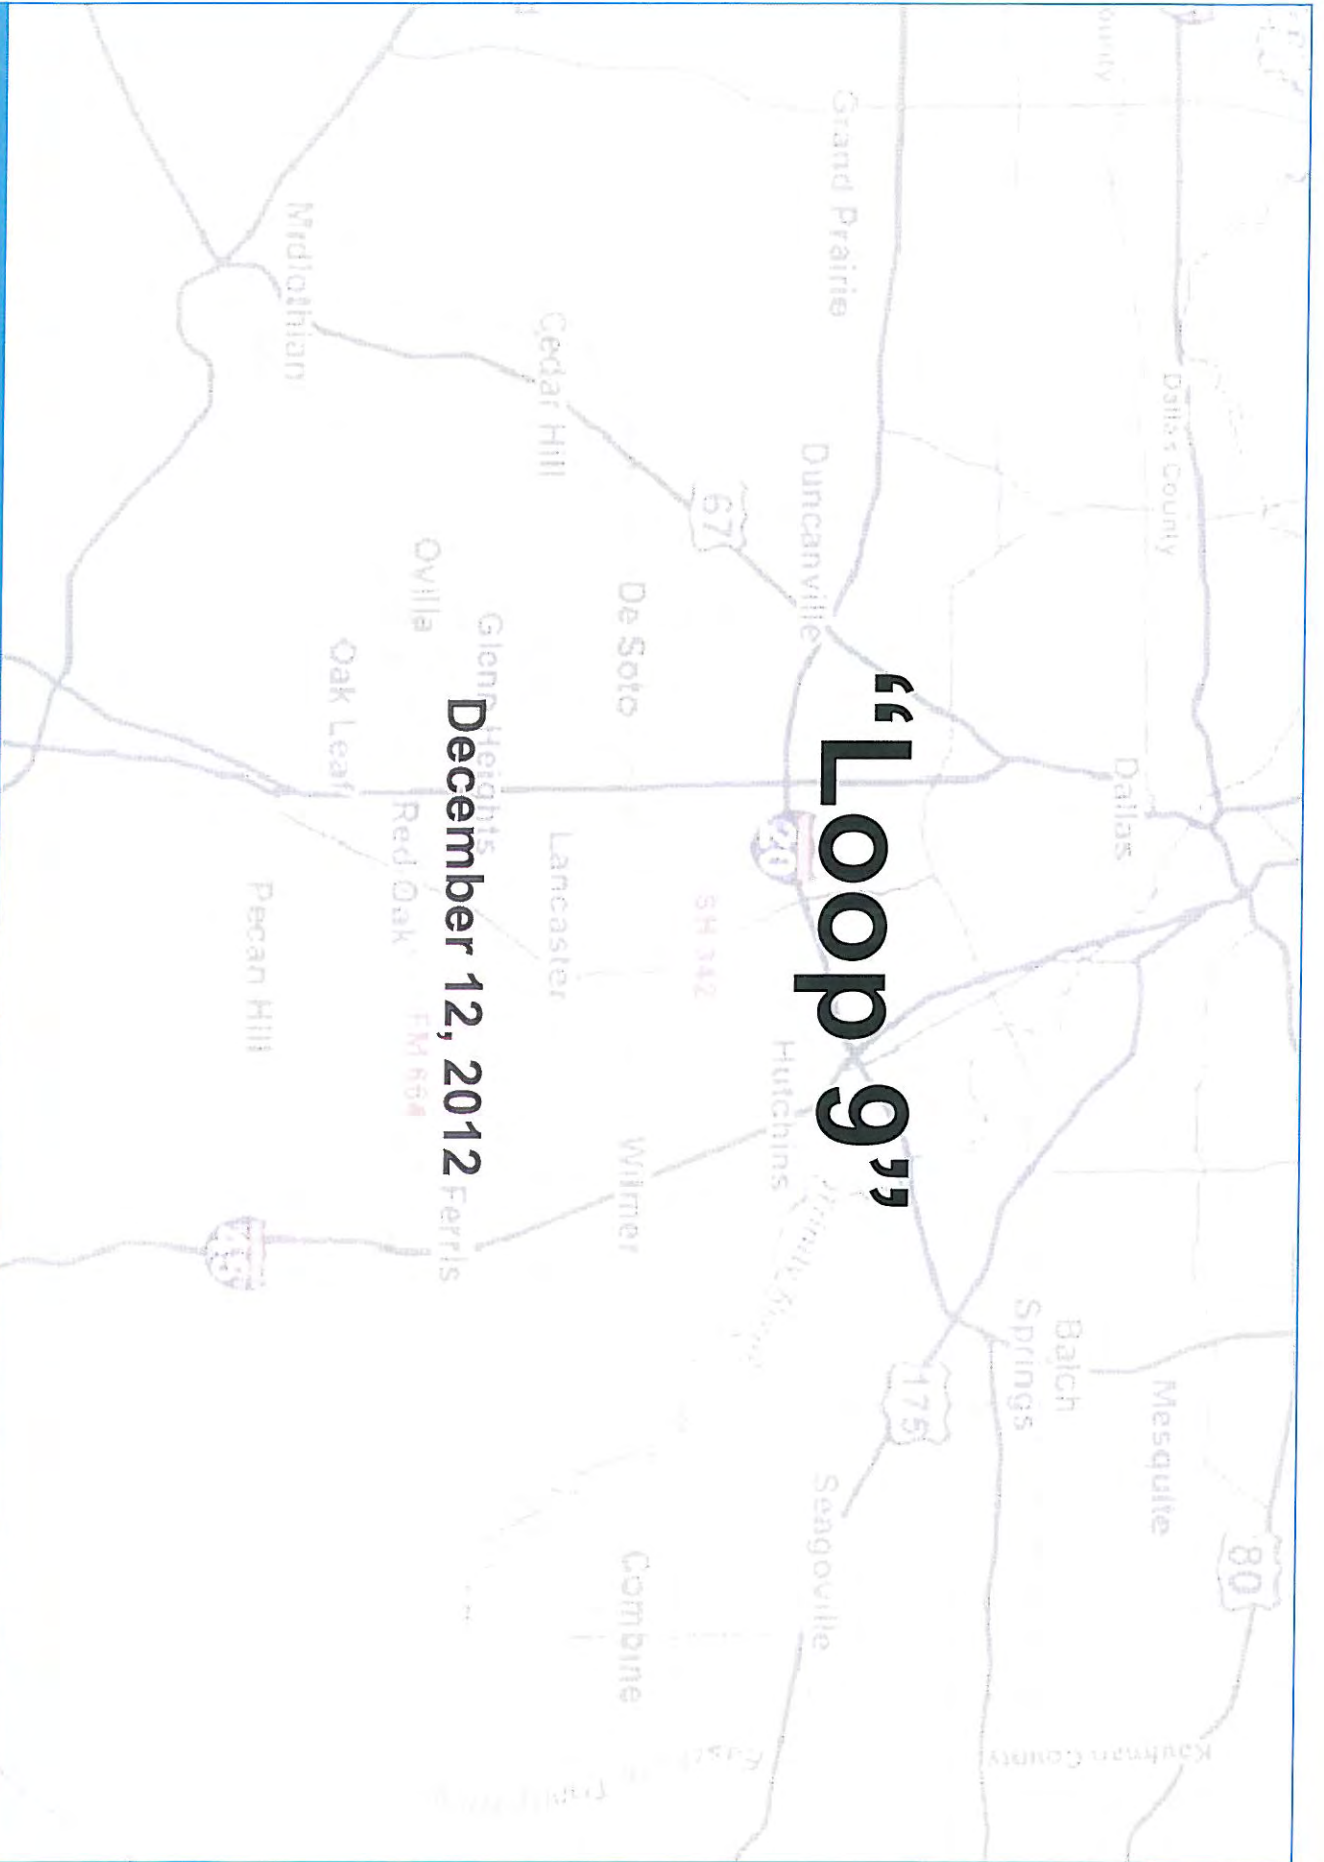 80
Dallas County
Mesquite
Dallas
Kaufman County
Balch
Springs
175
“Loop 9”
Grand Prairie
Duncanville
Seagoville
Hutchins
20
67
SH 342
De Soto
Wilmer
Combine
Cedar Hill
Lancaster
Glenn Heights
December 12, 2012
Ferris
Ovilla
Red Oak
FM 664
Oak Leaf
Midlothian
Pecan Hill